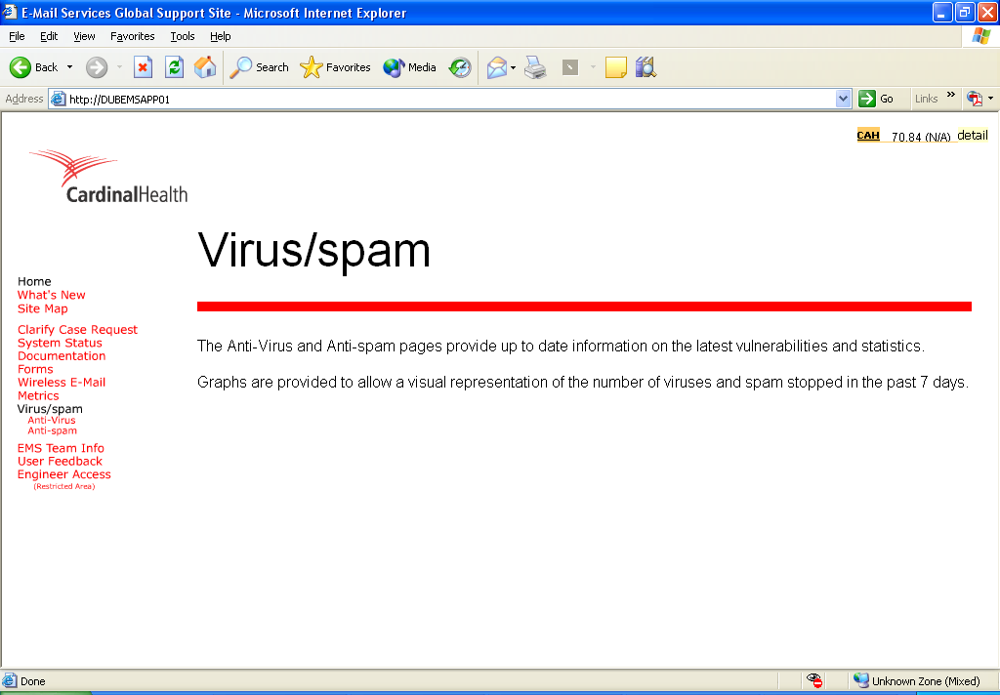 E-Mail Services Global Support Site - Microsoft Internet Explorer
File Edit View Favorites Tools Help
Back Search Favorites Media
Address http://DUBEMSAPP01 Go Links »
CAH 70.84 (N/A) detail
CardinalHealth
Virus/spam
Home
What's New
Site Map
Clarify Case Request
System Status
Documentation
Forms
Wireless E-Mail
Metrics
Virus/spam
Anti-Virus
Anti-spam
EMS Team Info
User Feedback
Engineer Access
(Restricted Area)
The Anti-Virus and Anti-spam pages provide up to date information on the latest vulnerabilities and statistics.
Graphs are provided to allow a visual representation of the number of viruses and spam stopped in the past 7 days.
Done Unknown Zone (Mixed)